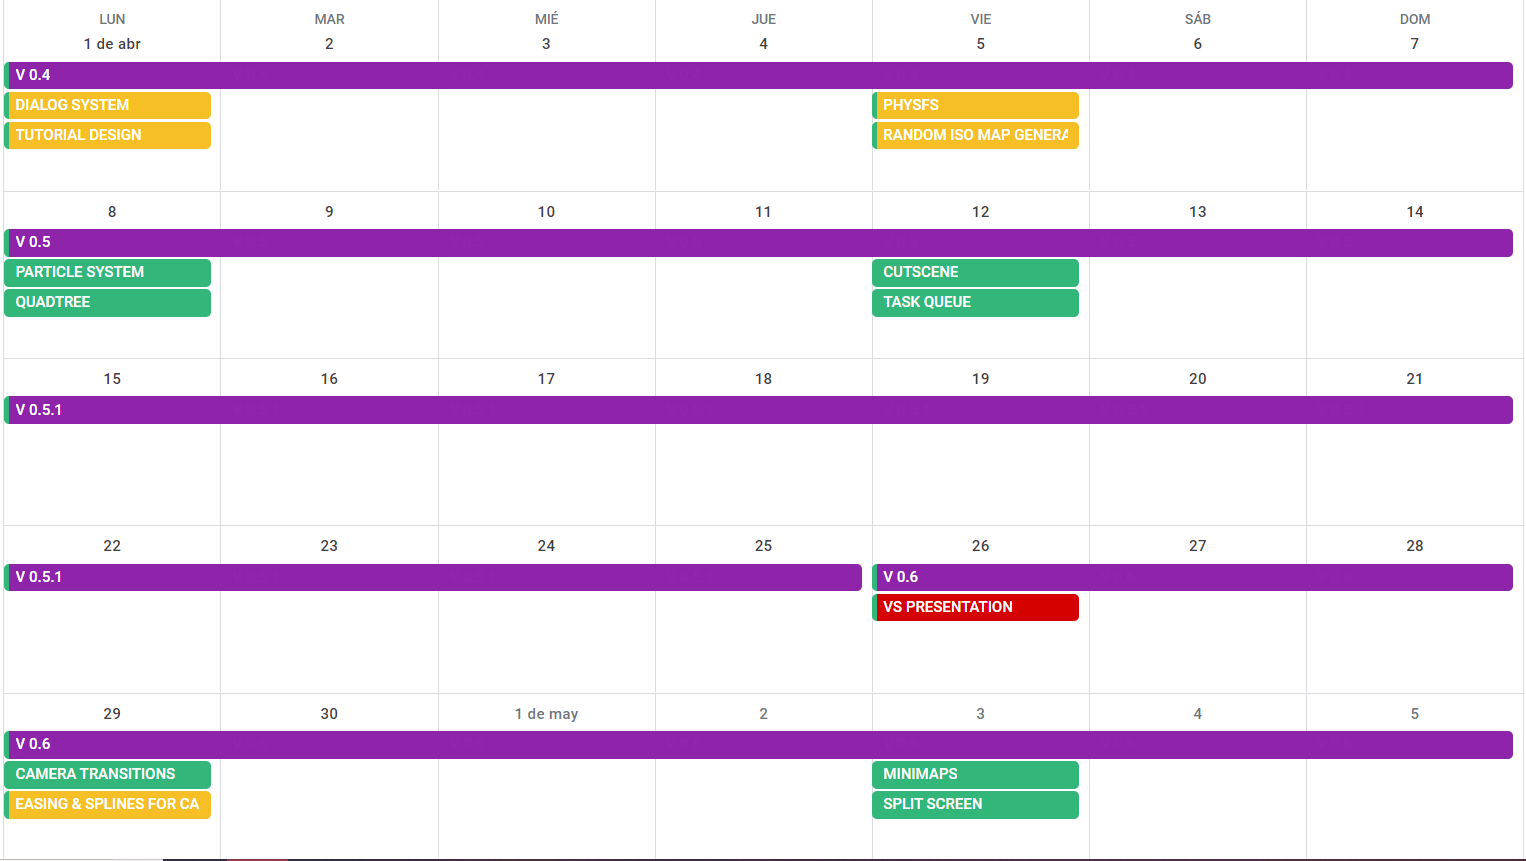 LUN MAR MIÉ JUE VIE SÁB DOM
1 de abr 2 3 4 5 6 7
V 0.4
DIALOG SYSTEM PHYSFS
TUTORIAL DESIGN RANDOM ISO MAP GENERA
8 9 10 11 12 13 14
V 0.5
PARTICLE SYSTEM CUTSCENE
QUADTREE TASK QUEUE
15 16 17 18 19 20 21
V 0.5.1
22 23 24 25 26 27 28
V 0.5.1 V 0.6
VS PRESENTATION
29 30 1 de may 2 3 4 5
V 0.6
CAMERA TRANSITIONS MINIMAPS
EASING & SPLINES FOR CA SPLIT SCREEN